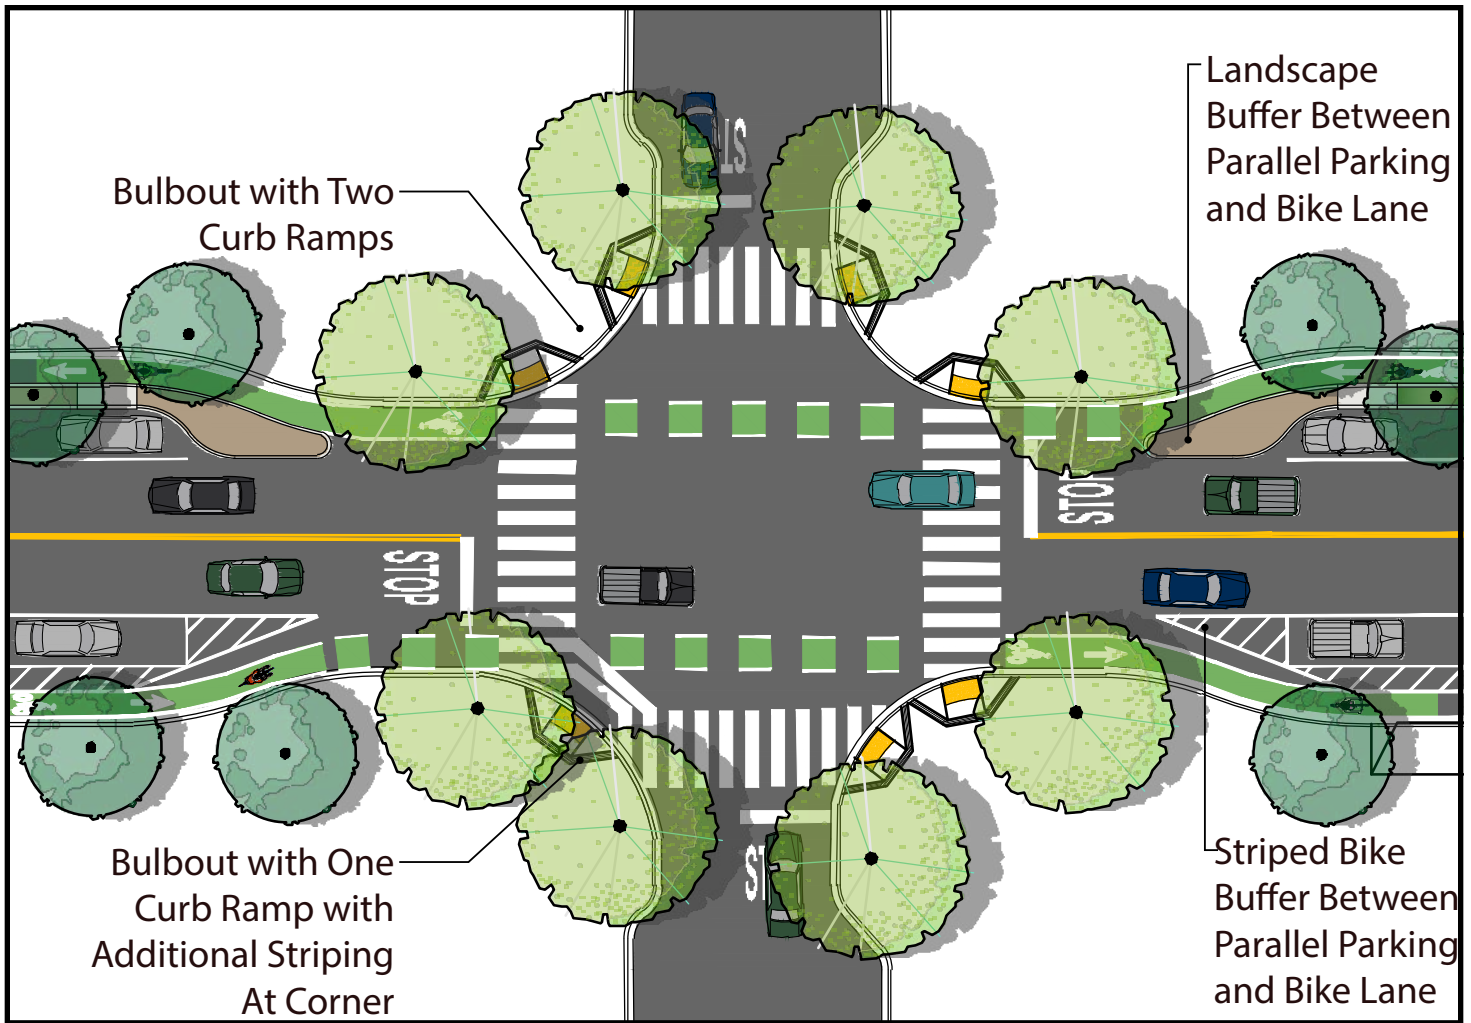 Landscape
Buffer Between
Parallel Parking
and Bike Lane
Bulbout with Two
Curb Ramps
STOP
STOP
Bulbout with One
Curb Ramp with
Additional Striping
At Corner
Striped Bike
Buffer Between
Parallel Parking
and Bike Lane